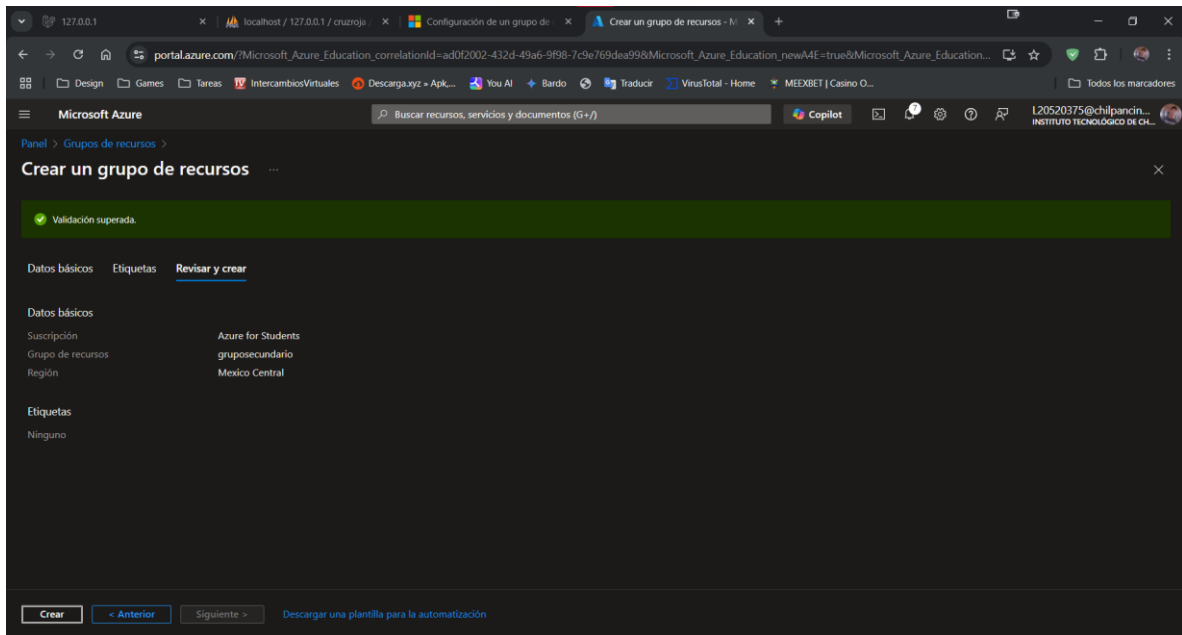 127.0.0.1
localhost / 127.0.0.1 / cruzroja /
Configuración de un grupo de
Crear un grupo de recursos - M
portal.azure.com/?Microsoft_Azure_Education_correlationId=ad0f2002-432d-49a6-9f98-7c9e769dea99&Microsoft_Azure_Education_newA4E=true&Microsoft_Azure_Education...
Design Games Tareas IntercambiosVirtuales Descarga.xyz » Apk,... You AI Bardo Traducir VirusTotal - Home MEEXBET | Casino O... Todos los marcadores
Microsoft Azure
Buscar recursos, servicios y documentos (G+/)
Copilot
7
L20520375@chilpancin...
INSTITUTO TECNOLÓGICO DE CH...
Panel > Grupos de recursos >
Crear un grupo de recursos ...
Validación superada.
Datos básicos Etiquetas Revisar y crear
Datos básicos
Suscripción Azure for Students
Grupo de recursos gruposecundario
Región Mexico Central
Etiquetas
Ninguno
Crear < Anterior Siguiente > Descargar una plantilla para la automatización